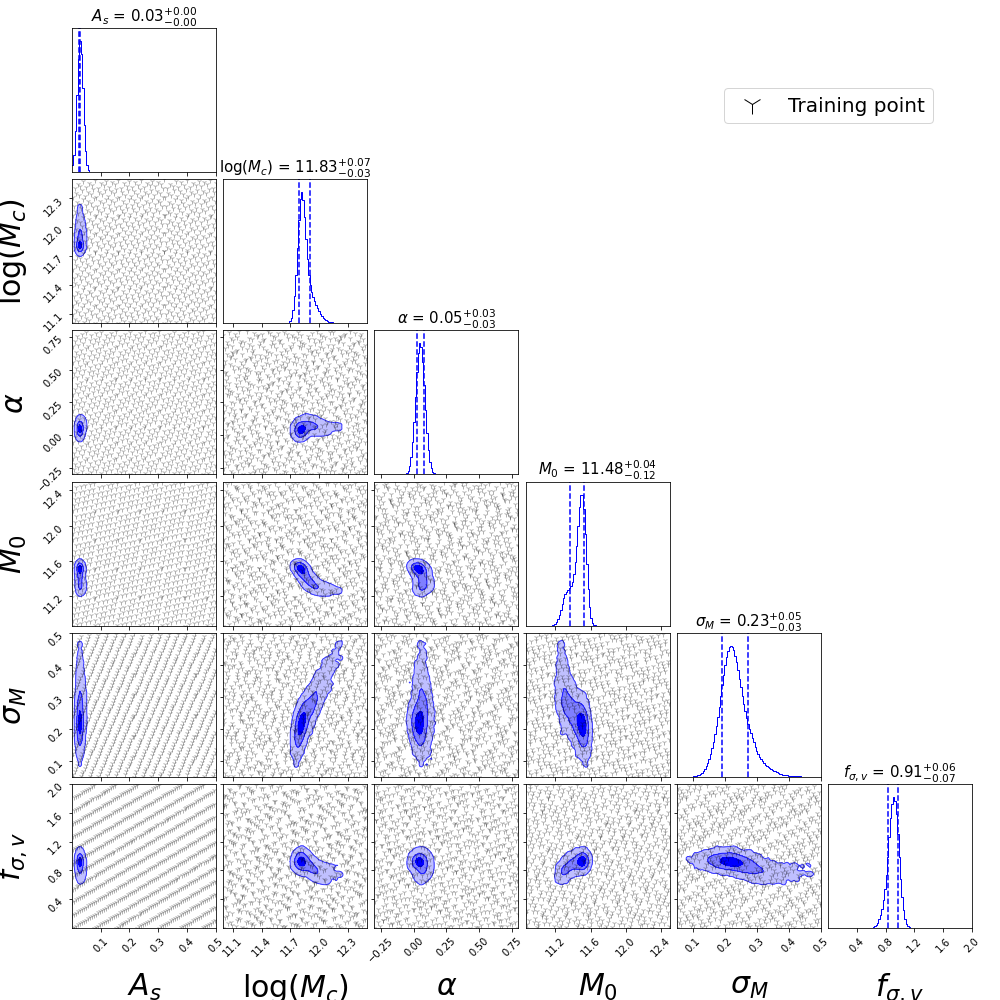 A_s = 0.03^{+0.00}_{-0.00}
Training point
log(M_c) = 11.83^{+0.07}_{-0.03}
log(M_c)
12.3
12.0
11.7
11.4
11.1
α = 0.05^{+0.03}_{-0.03}
α
0.75
0.50
0.25
0.00
−0.25
M_0 = 11.48^{+0.04}_{-0.12}
M_0
12.4
12.0
11.6
11.2
σ_M = 0.23^{+0.05}_{-0.03}
σ_M
0.5
0.4
0.3
0.2
0.1
f_{σ, v} = 0.91^{+0.06}_{-0.07}
f_{σ, v}
2.0
1.6
1.2
0.8
0.4
0.1 0.2 0.3 0.4 0.5 11.1 11.4 11.7 12.0 12.3 −0.25 0.00 0.25 0.50 0.75 11.2 11.6 12.0 12.4 0.1 0.2 0.3 0.4 0.5 0.4 0.8 1.2 1.6 2.0
A_s log(M_c) α M_0 σ_M f_{σ, v}